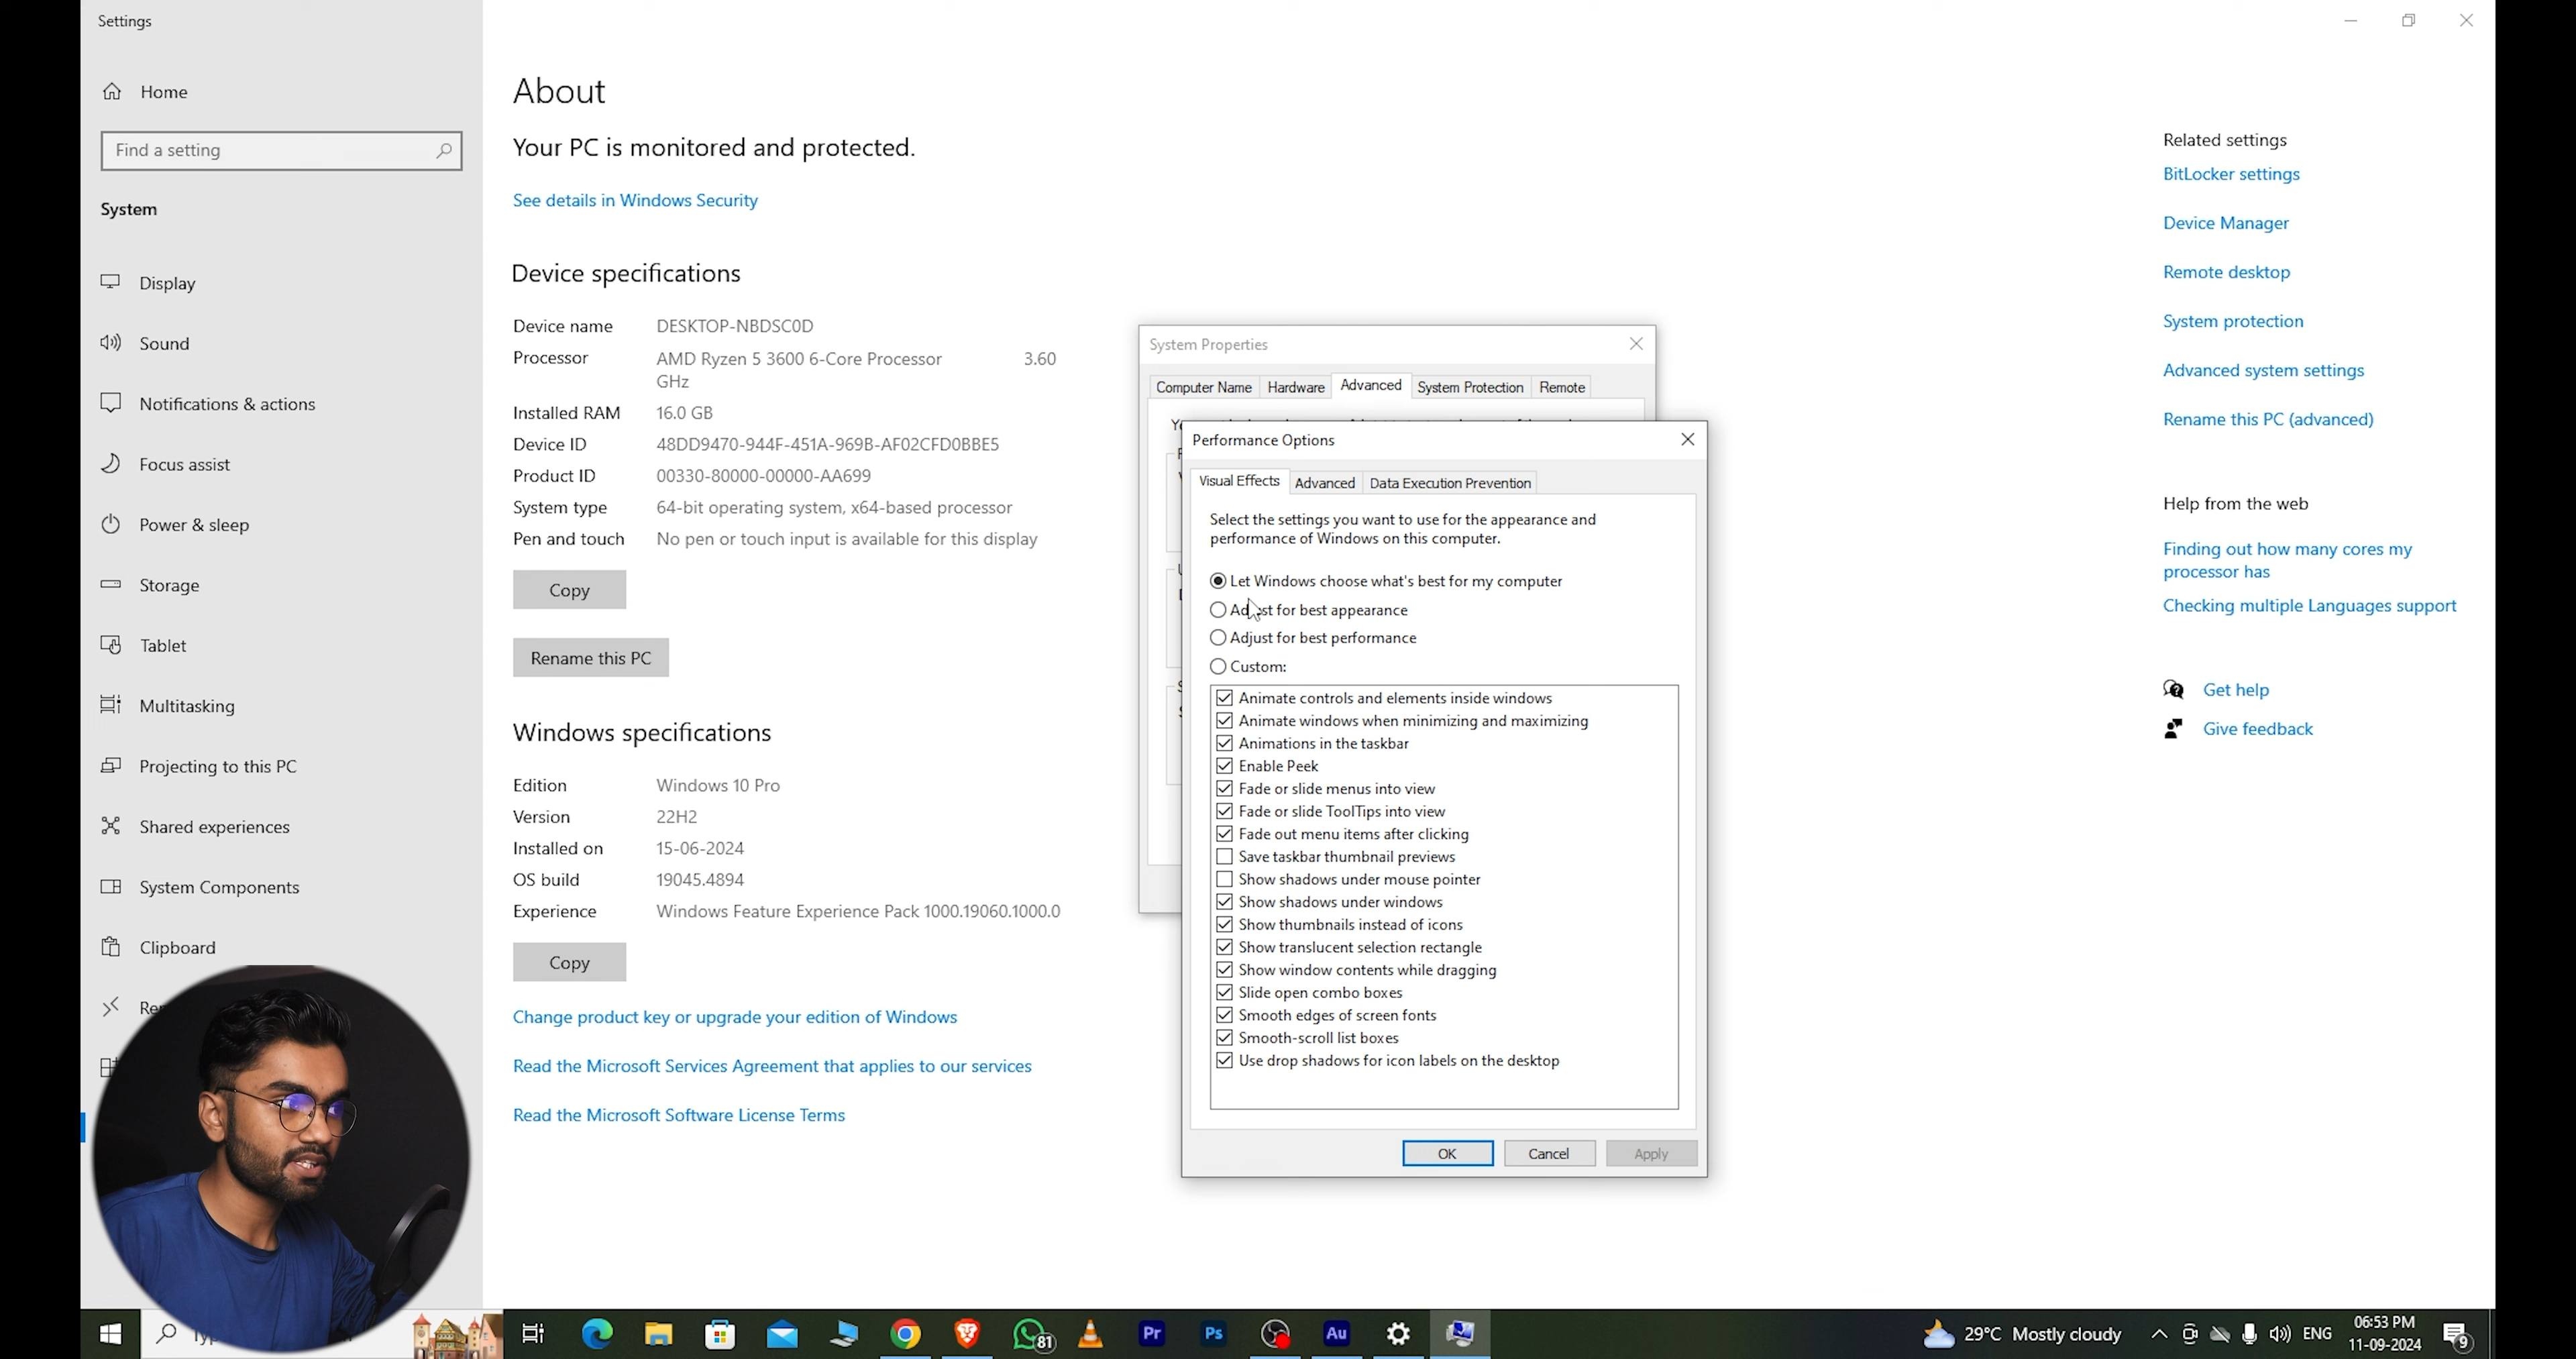 Settings
Home
Find a setting
System
Display
Sound
Notifications & actions
Focus assist
Power & sleep
Storage
Tablet
Multitasking
Projecting to this PC
Shared experiences
System Components
Clipboard
About
Your PC is monitored and protected.
See details in Windows Security
Device specifications
Device name DESKTOP-NBDSC0D
Processor AMD Ryzen 5 3600 6-Core Processor 3.60
GHz
Installed RAM 16.0 GB
Device ID 48DD9470-944F-451A-969B-AF02CFD0BBE5
Product ID 00330-80000-00000-AA699
System type 64-bit operating system, x64-based processor
Pen and touch No pen or touch input is available for this display
Copy
Rename this PC
Windows specifications
Edition Windows 10 Pro
Version 22H2
Installed on 15-06-2024
OS build 19045.4894
Experience Windows Feature Experience Pack 1000.19060.1000.0
Copy
Change product key or upgrade your edition of Windows
Read the Microsoft Services Agreement that applies to our services
Read the Microsoft Software License Terms
System Properties
Computer Name Hardware Advanced System Protection Remote
Performance Options
Visual Effects Advanced Data Execution Prevention
Select the settings you want to use for the appearance and
performance of Windows on this computer.
Let Windows choose what's best for my computer
Adjust for best appearance
Adjust for best performance
Custom:
Animate controls and elements inside windows
Animate windows when minimizing and maximizing
Animations in the taskbar
Enable Peek
Fade or slide menus into view
Fade or slide ToolTips into view
Fade out menu items after clicking
Save taskbar thumbnail previews
Show shadows under mouse pointer
Show shadows under windows
Show thumbnails instead of icons
Show translucent selection rectangle
Show window contents while dragging
Slide open combo boxes
Smooth edges of screen fonts
Smooth-scroll list boxes
Use drop shadows for icon labels on the desktop
OK Cancel Apply
Related settings
BitLocker settings
Device Manager
Remote desktop
System protection
Advanced system settings
Rename this PC (advanced)
Help from the web
Finding out how many cores my
processor has
Checking multiple Languages support
Get help
Give feedback
81
Pr
Ps
Au
29°C Mostly cloudy
ENG
06:53 PM
11-09-2024
9